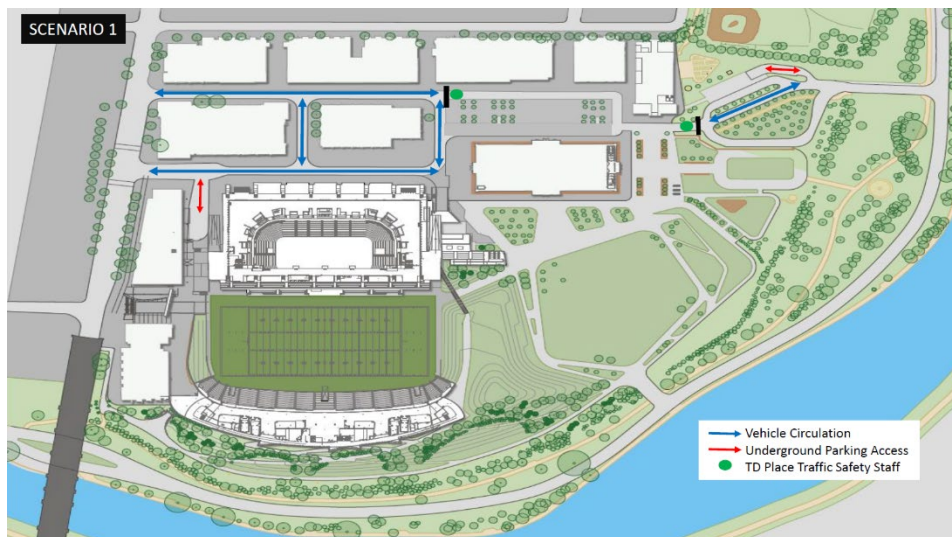 SCENARIO 1
Vehicle Circulation
Underground Parking Access
TD Place Traffic Safety Staff